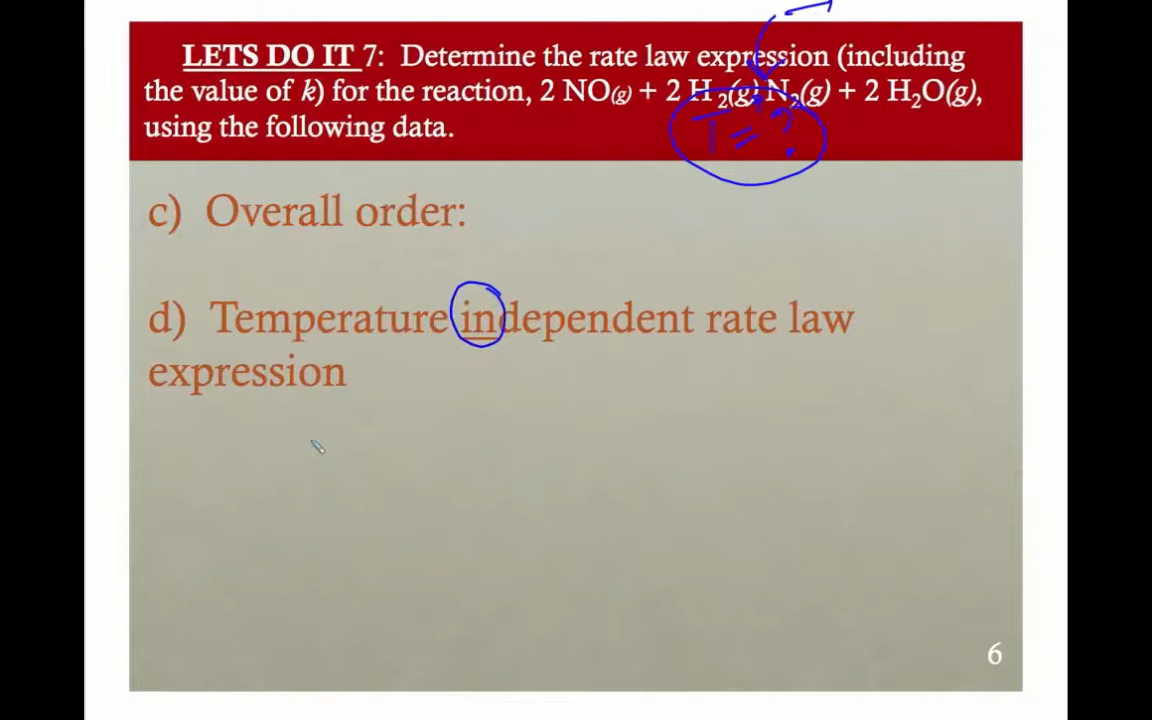 LETS DO IT 7: Determine the rate law expression (including
the value of k) for the reaction, 2 NO(g) + 2 H₂(g) N₂(g) + 2 H₂O(g),
using the following data.
T = ?
c) Overall order:
d) Temperature independent rate law
expression
6